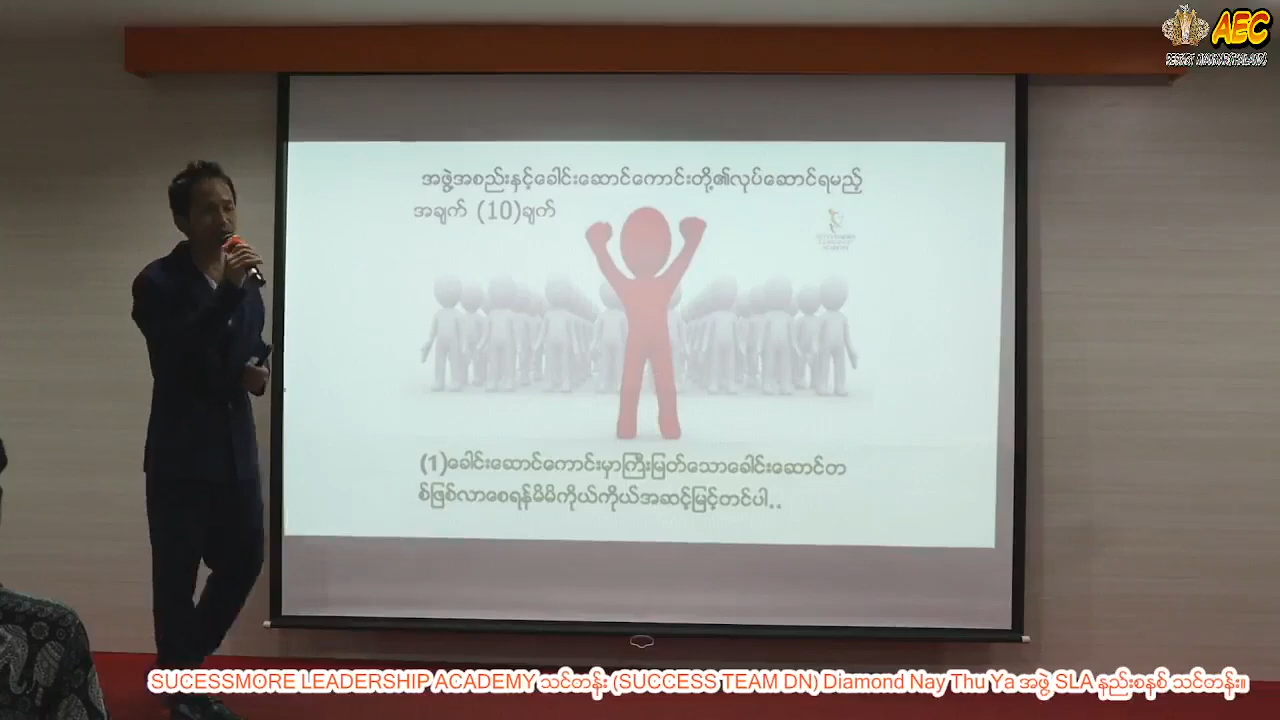 AEC
အဖွဲ့အစည်းနှင့်ခေါင်းဆောင်ကောင်းတို့၏လုပ်ဆောင်ရမည့်
အချက် (10)ချက်
(1)ခေါင်းဆောင်ကောင်းမှာကြီးမြတ်သောခေါင်းဆောင်တ
စ်ဖြစ်လာစေရန်မိမိကိုယ်ကိုယ်အဆင့်မြင့်တင်ပါ..
SUCESSMORE LEADERSHIP ACADEMY သင်တန်း (SUCCESS TEAM DN) Diamond Nay Thu Ya အဖွဲ့ SLA နည်းစနစ် သင်တန်း။